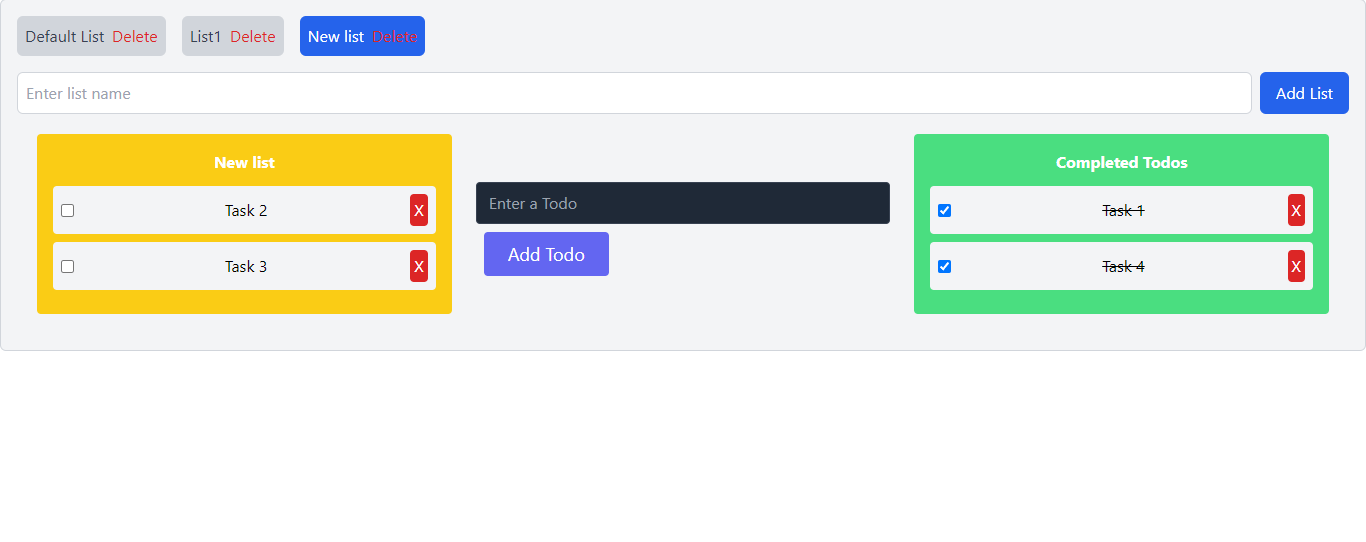 Default List Delete List1 Delete New list Delete
Enter list name Add List
New list
Task 2 X
Task 3 X
Enter a Todo
Add Todo
Completed Todos
Task 1 X
Task 4 X